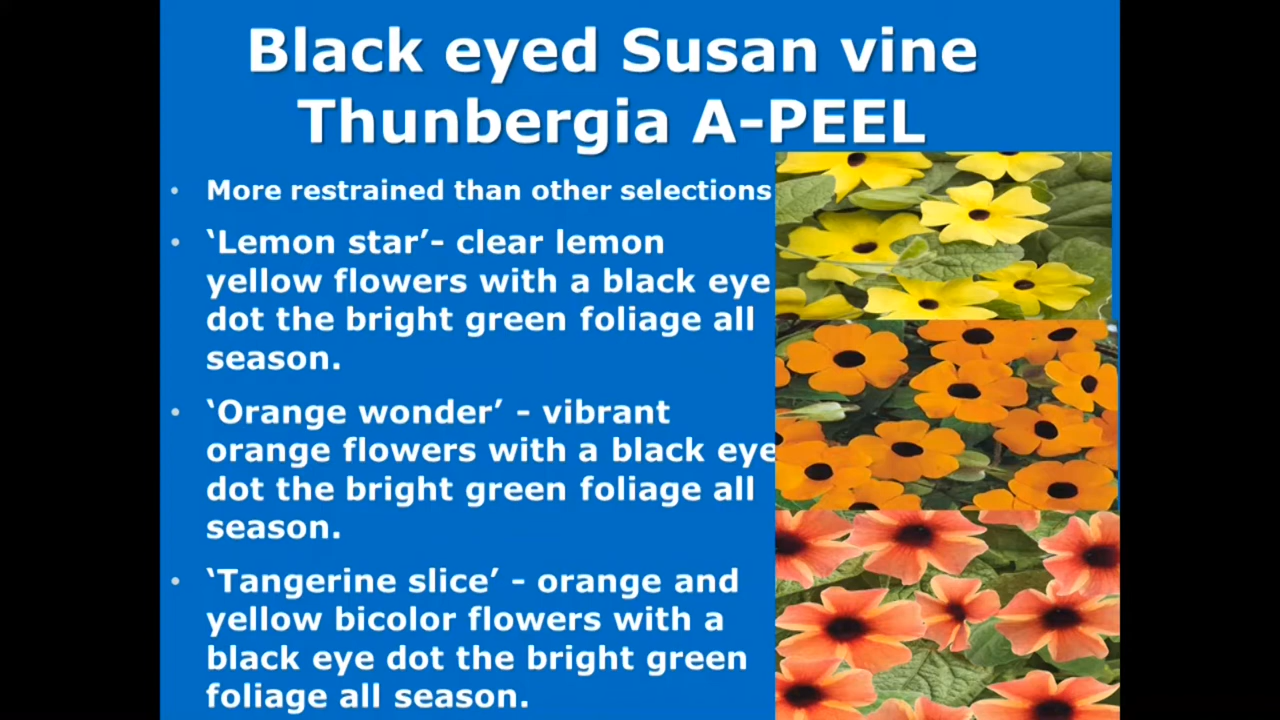 Black eyed Susan vine
Thunbergia A-PEEL
• More restrained than other selections
• ‘Lemon star’- clear lemon
yellow flowers with a black eye
dot the bright green foliage all
season.
• ‘Orange wonder’ - vibrant
orange flowers with a black eye
dot the bright green foliage all
season.
• ‘Tangerine slice’ - orange and
yellow bicolor flowers with a
black eye dot the bright green
foliage all season.